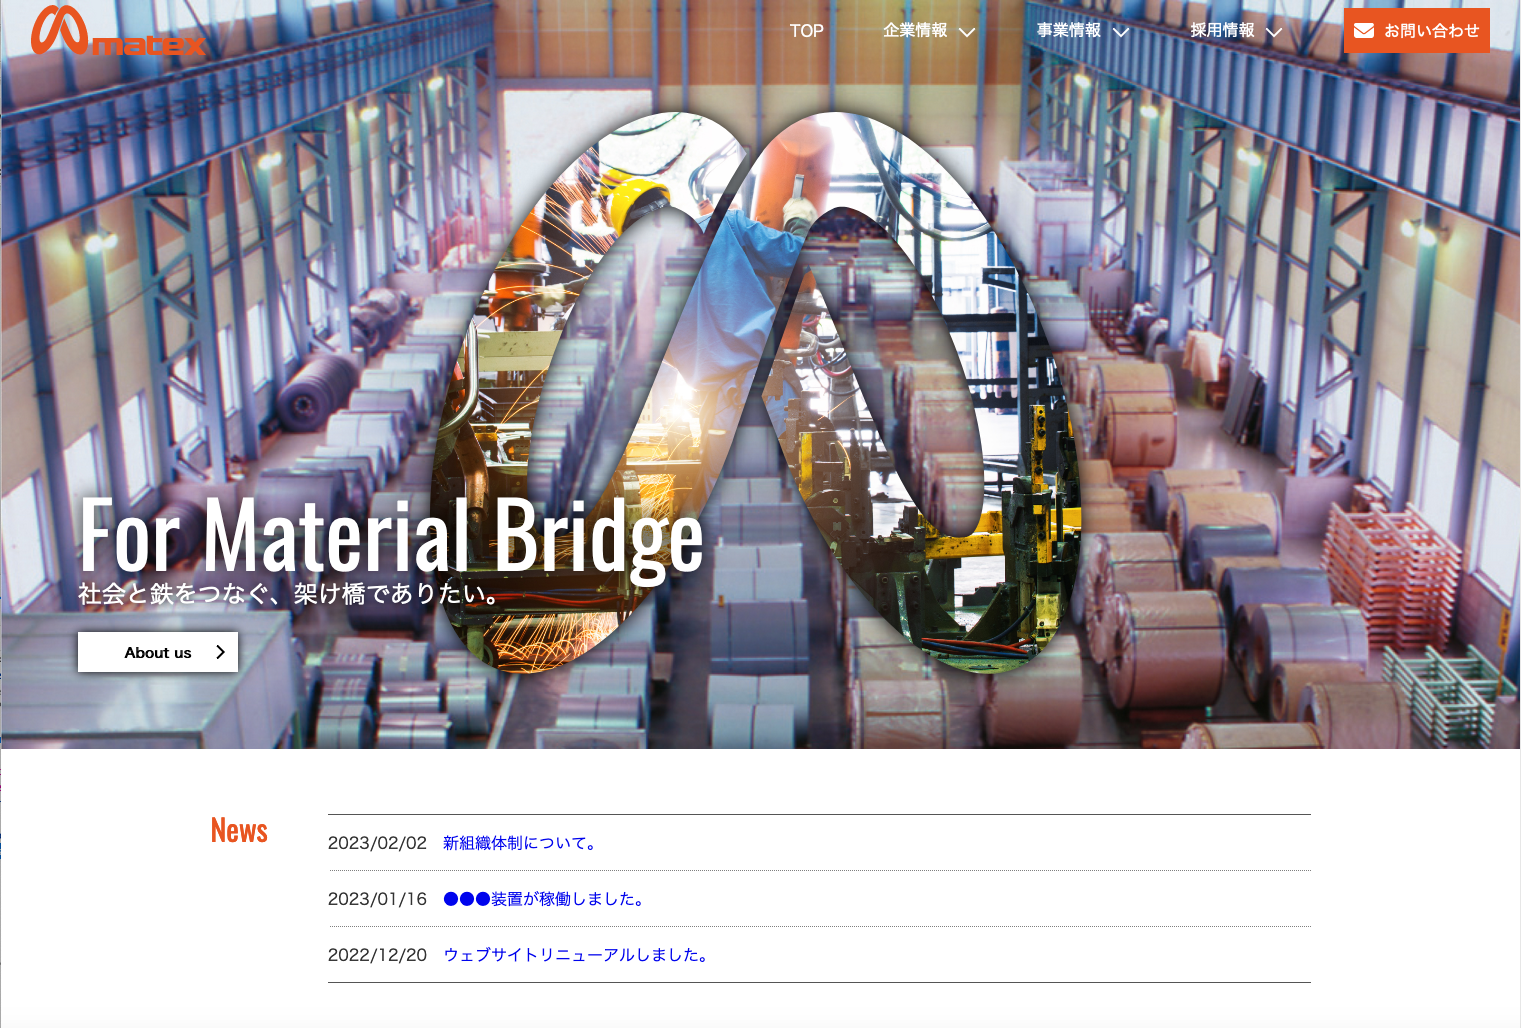 matex
TOP 企業情報 事業情報 採用情報 お問い合わせ
For Material Bridge
社会と鉄をつなぐ、架け橋でありたい。
About us
News
2023/02/02 新組織体制について。
2023/01/16 ●●●装置が稼働しました。
2022/12/20 ウェブサイトリニューアルしました。